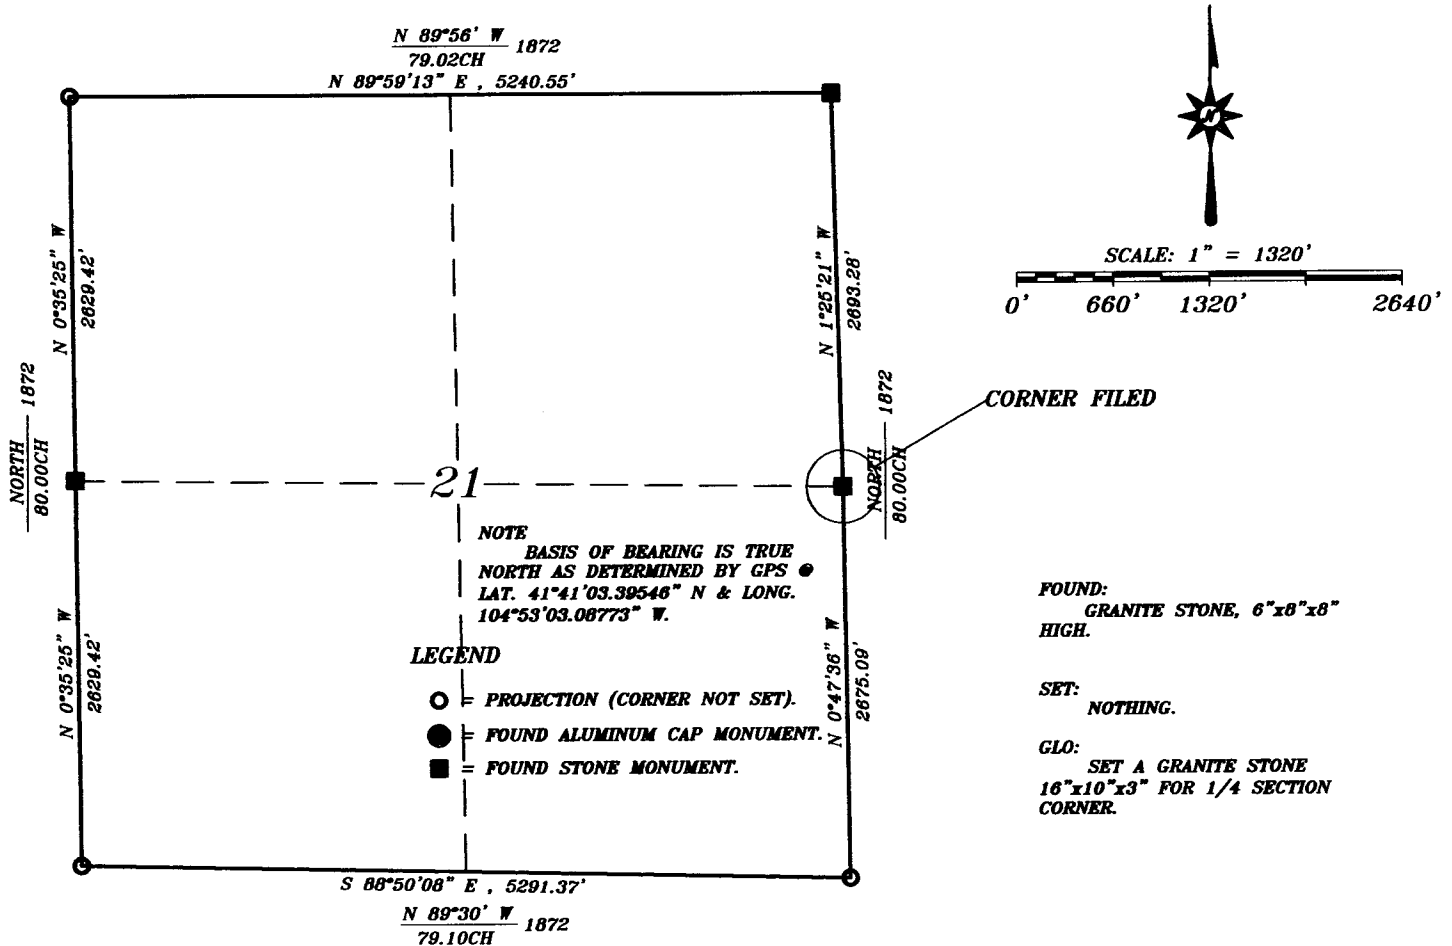 N 89°56' W
79.02CH
1872
N 89°59'13" E , 5240.55'
N 0°35'25" W
2629.42'
N 1°25'21" W
2693.28'
N
SCALE: 1" = 1320'
0' 660' 1320' 2640'
NORTH
80.00CH
1872
NORTH
80.00CH
1872
CORNER FILED
21
NOTE
BASIS OF BEARING IS TRUE
NORTH AS DETERMINED BY GPS @
LAT. 41°41'03.39546" N & LONG.
104°53'03.08773" W.
N 0°35'25" W
2629.42'
N 0°47'36" W
2675.09'
LEGEND
= PROJECTION (CORNER NOT SET).
= FOUND ALUMINUM CAP MONUMENT.
= FOUND STONE MONUMENT.
FOUND:
GRANITE STONE, 6"x8"x8"
HIGH.
SET:
NOTHING.
GLO:
SET A GRANITE STONE
16"x10"x3" FOR 1/4 SECTION
CORNER.
S 88°50'08" E , 5291.37'
N 89°30' W
79.10CH
1872